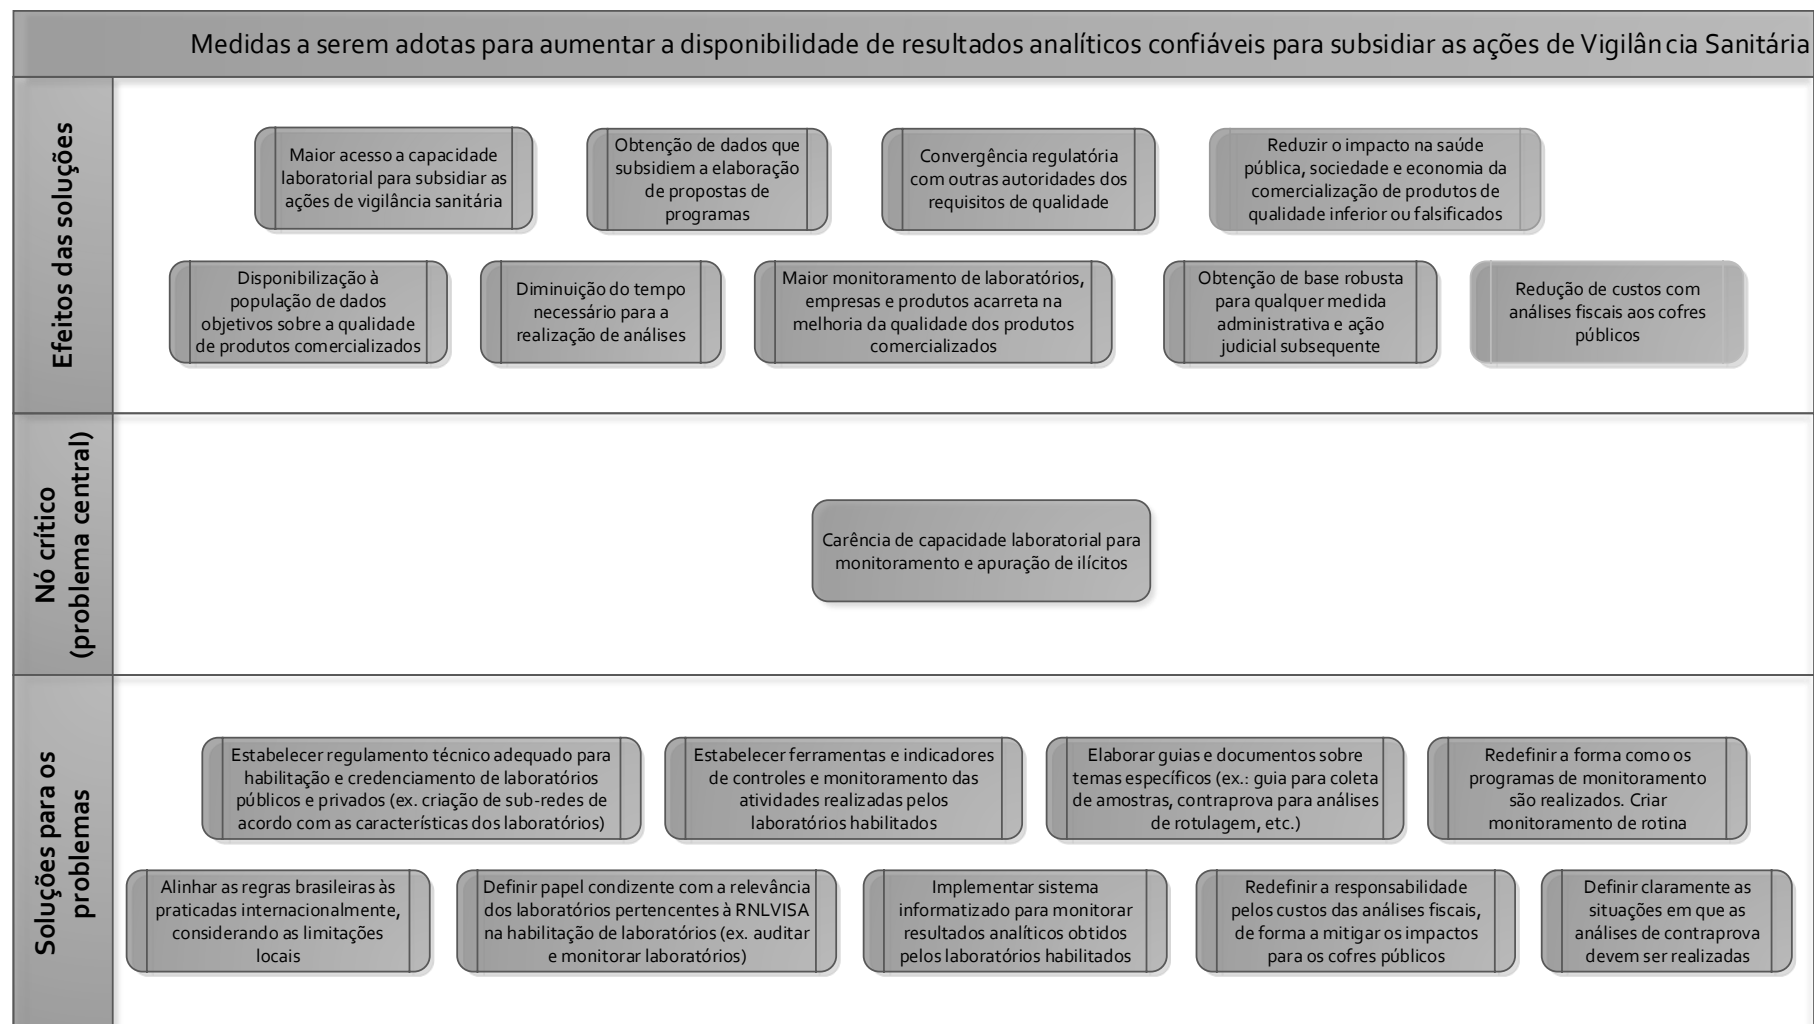 Medidas a serem adotas para aumentar a disponibilidade de resultados analíticos confiáveis para subsidiar as ações de Vigilância Sanitária
Efeitos das soluções
Maior acesso a capacidade
laboratorial para subsidiar as
ações de vigilância sanitária
Obtenção de dados que
subsidiem a elaboração
de propostas de
programas
Convergência regulatória
com outras autoridades dos
requisitos de qualidade
Reduzir o impacto na saúde
pública, sociedade e economia da
comercialização de produtos de
qualidade inferior ou falsificados
Disponibilização à
população de dados
objetivos sobre a qualidade
de produtos comercializados
Diminuição do tempo
necessário para a
realização de análises
Maior monitoramento de laboratórios,
empresas e produtos acarreta na
melhoria da qualidade dos produtos
comercializados
Obtenção de base robusta
para qualquer medida
administrativa e ação
judicial subsequente
Redução de custos com
análises fiscais aos cofres
públicos
Nó crítico
(problema central)
Carência de capacidade laboratorial para
monitoramento e apuração de ilícitos
Soluções para os
problemas
Estabelecer regulamento técnico adequado para
habilitação e credenciamento de laboratórios
públicos e privados (ex. criação de sub-redes de
acordo com as características dos laboratórios)
Estabelecer ferramentas e indicadores
de controles e monitoramento das
atividades realizadas pelos
laboratórios habilitados
Elaborar guias e documentos sobre
temas específicos (ex.: guia para coleta
de amostras, contraprova para análises
de rotulagem, etc.)
Redefinir a forma como os
programas de monitoramento
são realizados. Criar
monitoramento de rotina
Alinhar as regras brasileiras às
praticadas internacionalmente,
considerando as limitações
locais
Definir papel condizente com a relevância
dos laboratórios pertencentes à RNLVISA
na habilitação de laboratórios (ex. auditar
e monitorar laboratórios)
Implementar sistema
informatizado para monitorar
resultados analíticos obtidos
pelos laboratórios habilitados
Redefinir a responsabilidade
pelos custos das análises fiscais,
de forma a mitigar os impactos
para os cofres públicos
Definir claramente as
situações em que as
análises de contraprova
devem ser realizadas